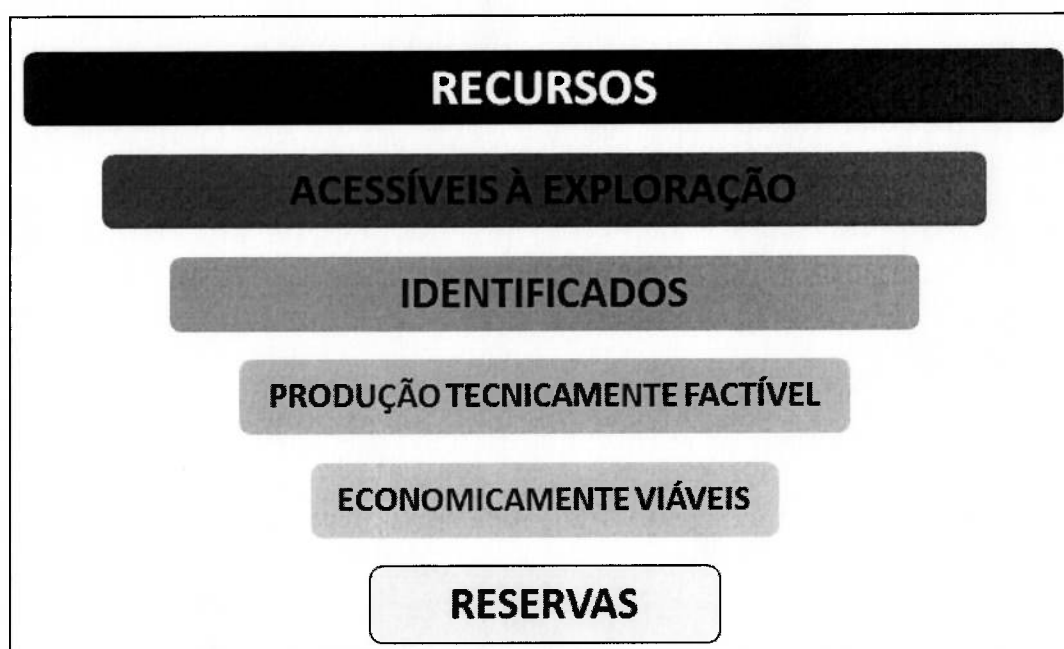 RECURSOS
ACESSÍVEIS À EXPLORAÇÃO
IDENTIFICADOS
PRODUÇÃO TECNICAMENTE FACTÍVEL
ECONOMICAMENTE VIÁVEIS
RESERVAS